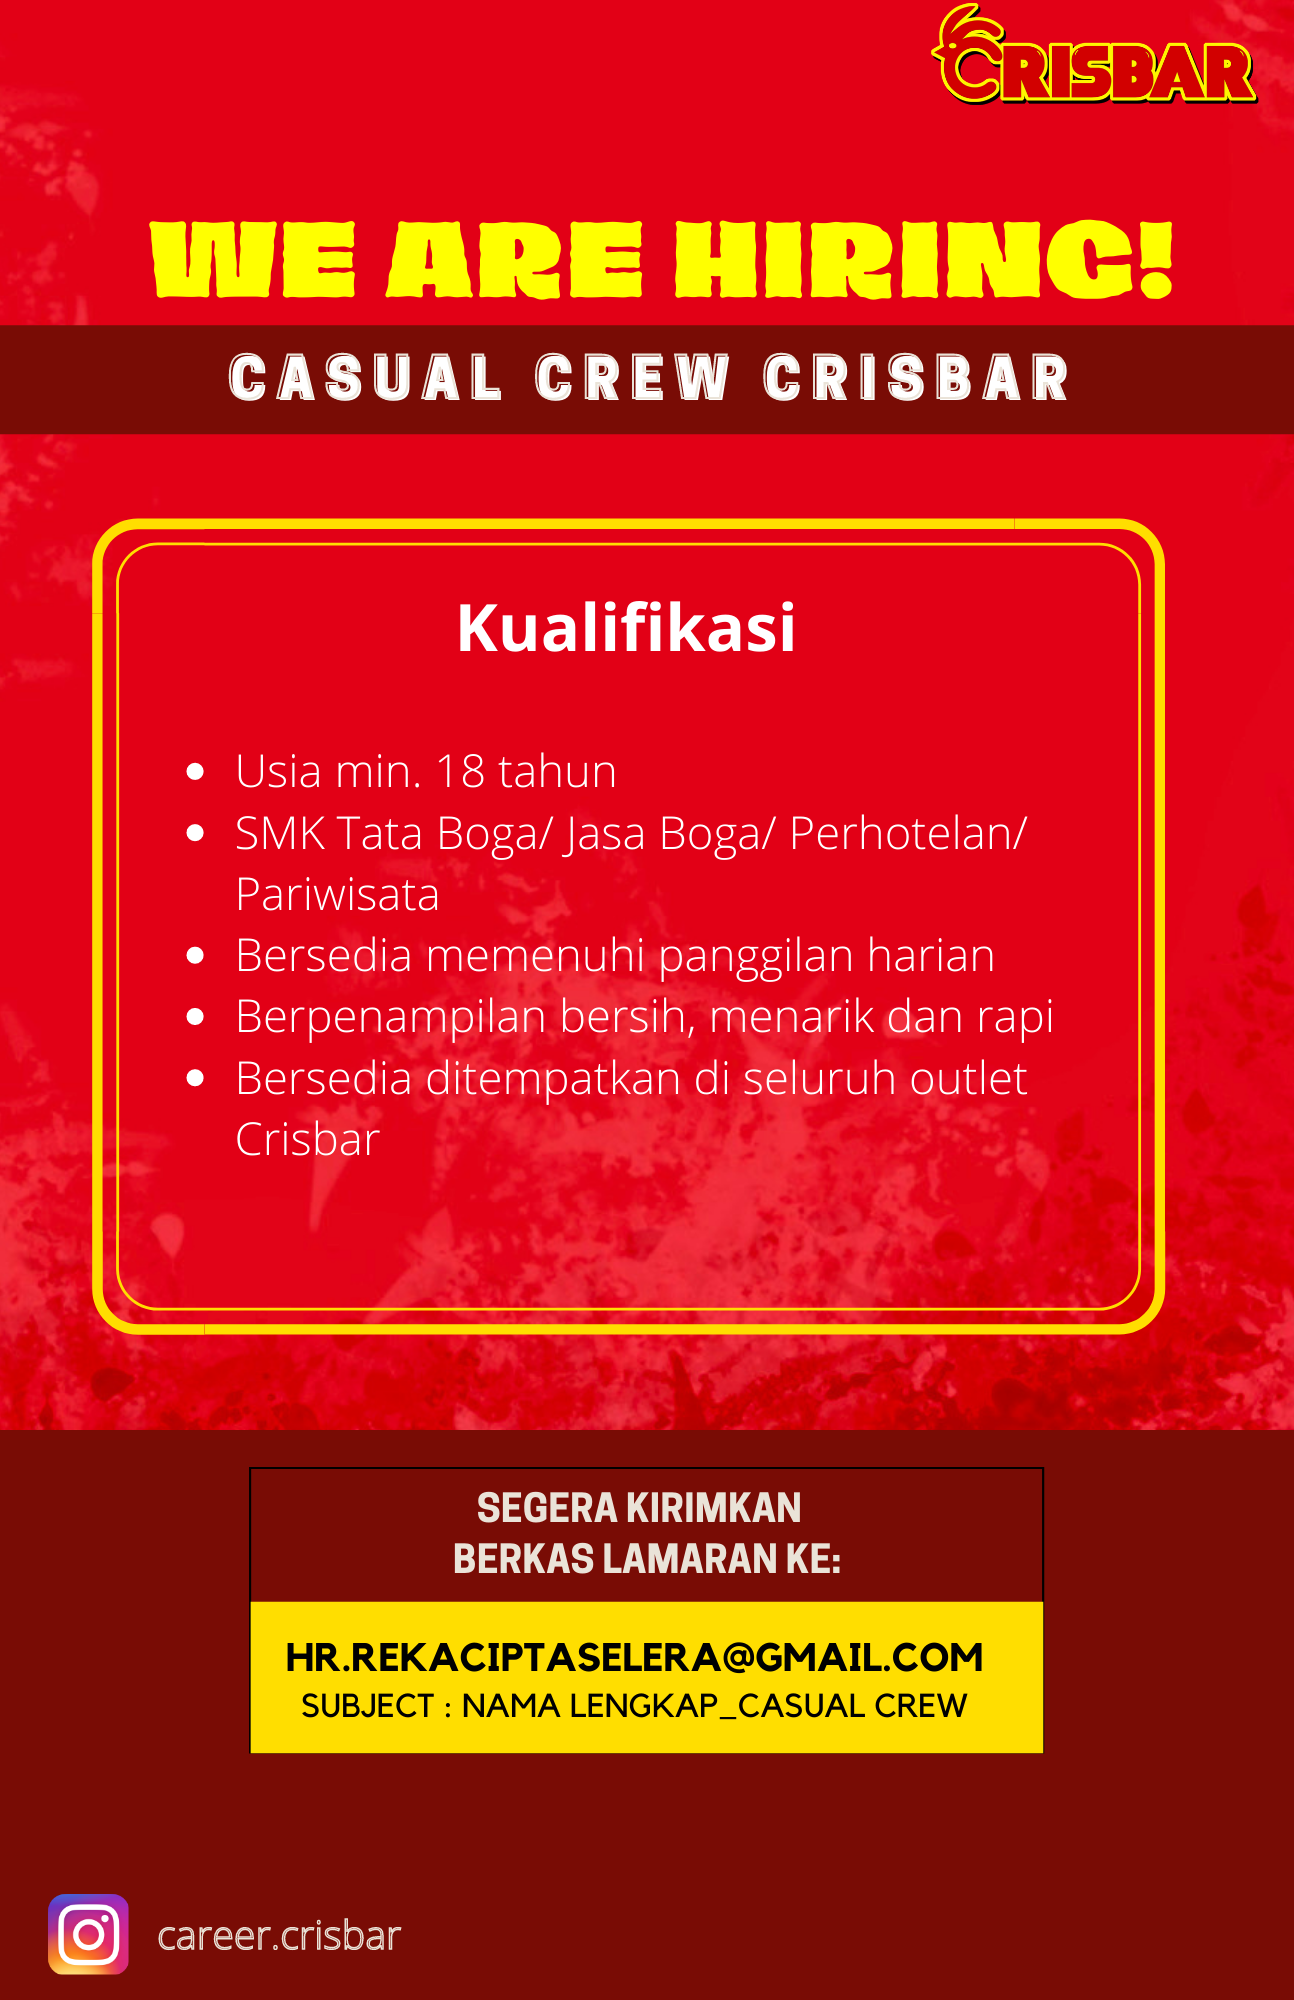 CRISBAR
WE ARE HIRING!
CASUAL CREW CRISBAR
Kualifikasi
Usia min. 18 tahun
SMK Tata Boga/ Jasa Boga/ Perhotelan/
Pariwisata
Bersedia memenuhi panggilan harian
Berpenampilan bersih, menarik dan rapi
Bersedia ditempatkan di seluruh outlet
Crisbar
SEGERA KIRIMKAN
BERKAS LAMARAN KE:
HR.REKACIPTASELERA@GMAIL.COM
SUBJECT : NAMA LENGKAP_CASUAL CREW
career.crisbar